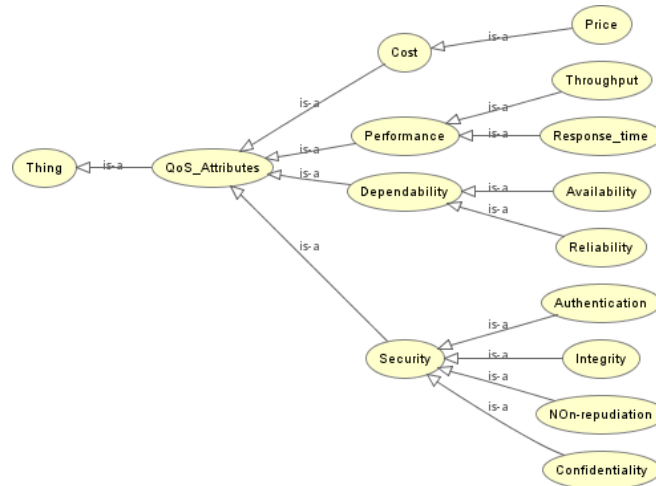 Price
is-a
Cost
Throughput
is-a
is-a
Performance
is-a
Response_time
is-a
Thing
is-a
QoS_Attributes
is-a
Dependability
is-a
Availability
is-a
Reliability
is-a
Authentication
is-a
Security
is-a
Integrity
is-a
NOn-repudiation
is-a
Confidentiality